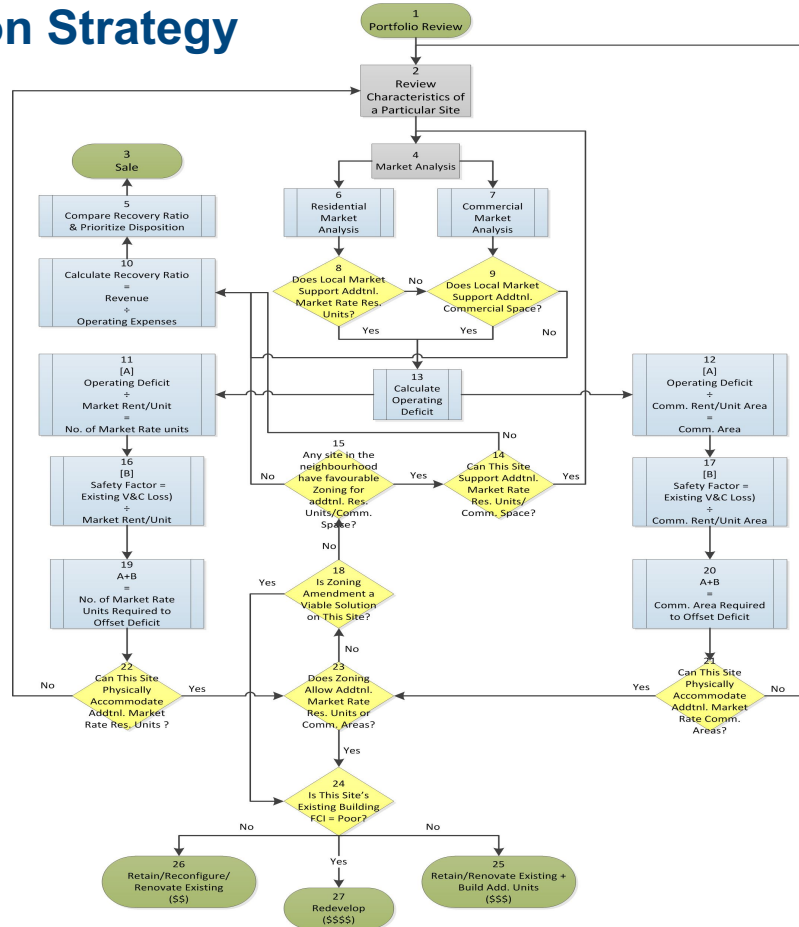 on Strategy
1
Portfolio Review
2
Review
Characteristics of
a Particular Site
3
Sale
4
Market Analysis
5
Compare Recovery Ratio
& Prioritize Disposition
6
Residential
Market
Analysis
7
Commercial
Market
Analysis
8
Does Local Market
Support Addtnl.
Market Rate Res.
Units?
No
9
Does Local Market
Support Addtnl.
Commercial Space?
10
Calculate Recovery Ratio
=
Revenue
÷
Operating Expenses
Yes
Yes
No
11
[A]
Operating Deficit
÷
Market Rent/Unit
=
No. of Market Rate units
13
Calculate
Operating
Deficit
12
[A]
Operating Deficit
÷
Comm. Rent/Unit Area
=
Comm. Area
No
15
Any site in the
neighbourhood
have favourable
Zoning for
addtnl. Res.
Units/Comm.
Space?
No
Yes
14
Can This Site
Support Addtnl.
Market Rate
Res. Units/
Comm. Space?
Yes
16
[B]
Safety Factor =
Existing V&C Loss)
÷
Market Rent/Unit
17
[B]
Safety Factor =
Existing V&C Loss)
÷
Comm. Rent/Unit Area
No
18
Is Zoning
Amendment a
Viable Solution
on This Site?
Yes
19
A+B
=
No. of Market Rate
Units Required to
Offset Deficit
20
A+B
=
Comm. Area Required
to Offset Deficit
No
22
Can This Site
Physically
Accommodate
Addtnl. Market
Rate Res. Units ?
No
Yes
23
Does Zoning
Allow Addtnl.
Market Rate
Res. Units or
Comm. Areas?
Yes
21
Can This Site
Physically
Accommodate
Addtnl. Market
Rate Comm.
Areas?
No
Yes
24
Is This Site's
Existing Building
FCI = Poor?
No
No
Yes
26
Retain/Reconfigure/
Renovate Existing
($$)
27
Redevelop
($$$$)
25
Retain/Renovate Existing +
Build Add. Units
($$$)